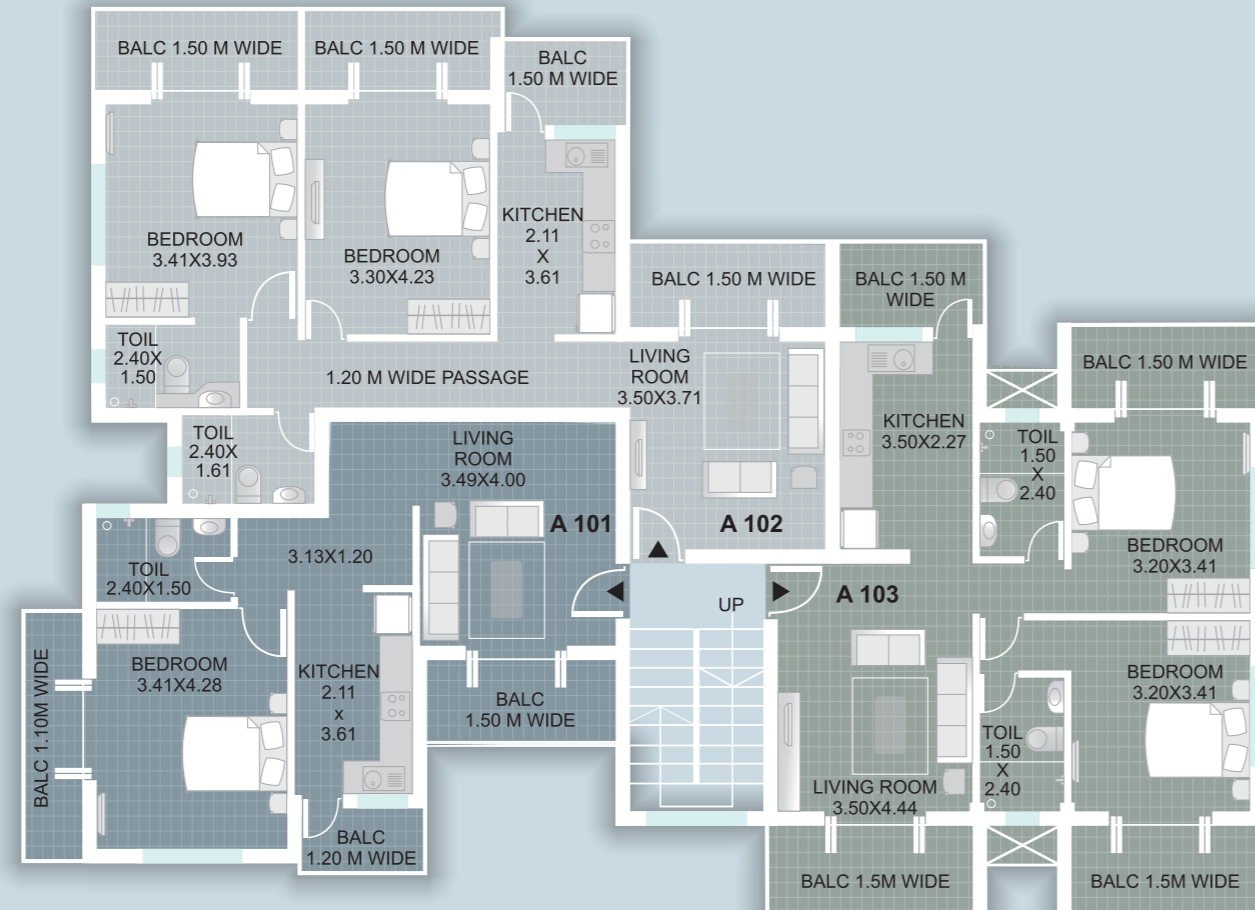 BALC 1.50 M WIDE
BALC 1.50 M WIDE
BALC
1.50 M WIDE
BEDROOM
3.41X3.93
BEDROOM
3.30X4.23
KITCHEN
2.11
X
3.61
TOIL
2.40X
1.50
1.20 M WIDE PASSAGE
TOIL
2.40X
1.61
BALC 1.50 M WIDE
LIVING
ROOM
3.50X3.71
A 102
BALC 1.50 M
WIDE
KITCHEN
3.50X2.27
TOIL
1.50
X
2.40
BALC 1.50 M WIDE
BEDROOM
3.20X3.41
LIVING
ROOM
3.49X4.00
A 101
3.13X1.20
TOIL
2.40X1.50
BEDROOM
3.41X4.28
BALC 1.10M WIDE
KITCHEN
2.11
x
3.61
BALC
1.50 M WIDE
BALC
1.20 M WIDE
UP
A 103
BEDROOM
3.20X3.41
TOIL
1.50
X
2.40
LIVING ROOM
3.50X4.44
BALC 1.5M WIDE
BALC 1.5M WIDE